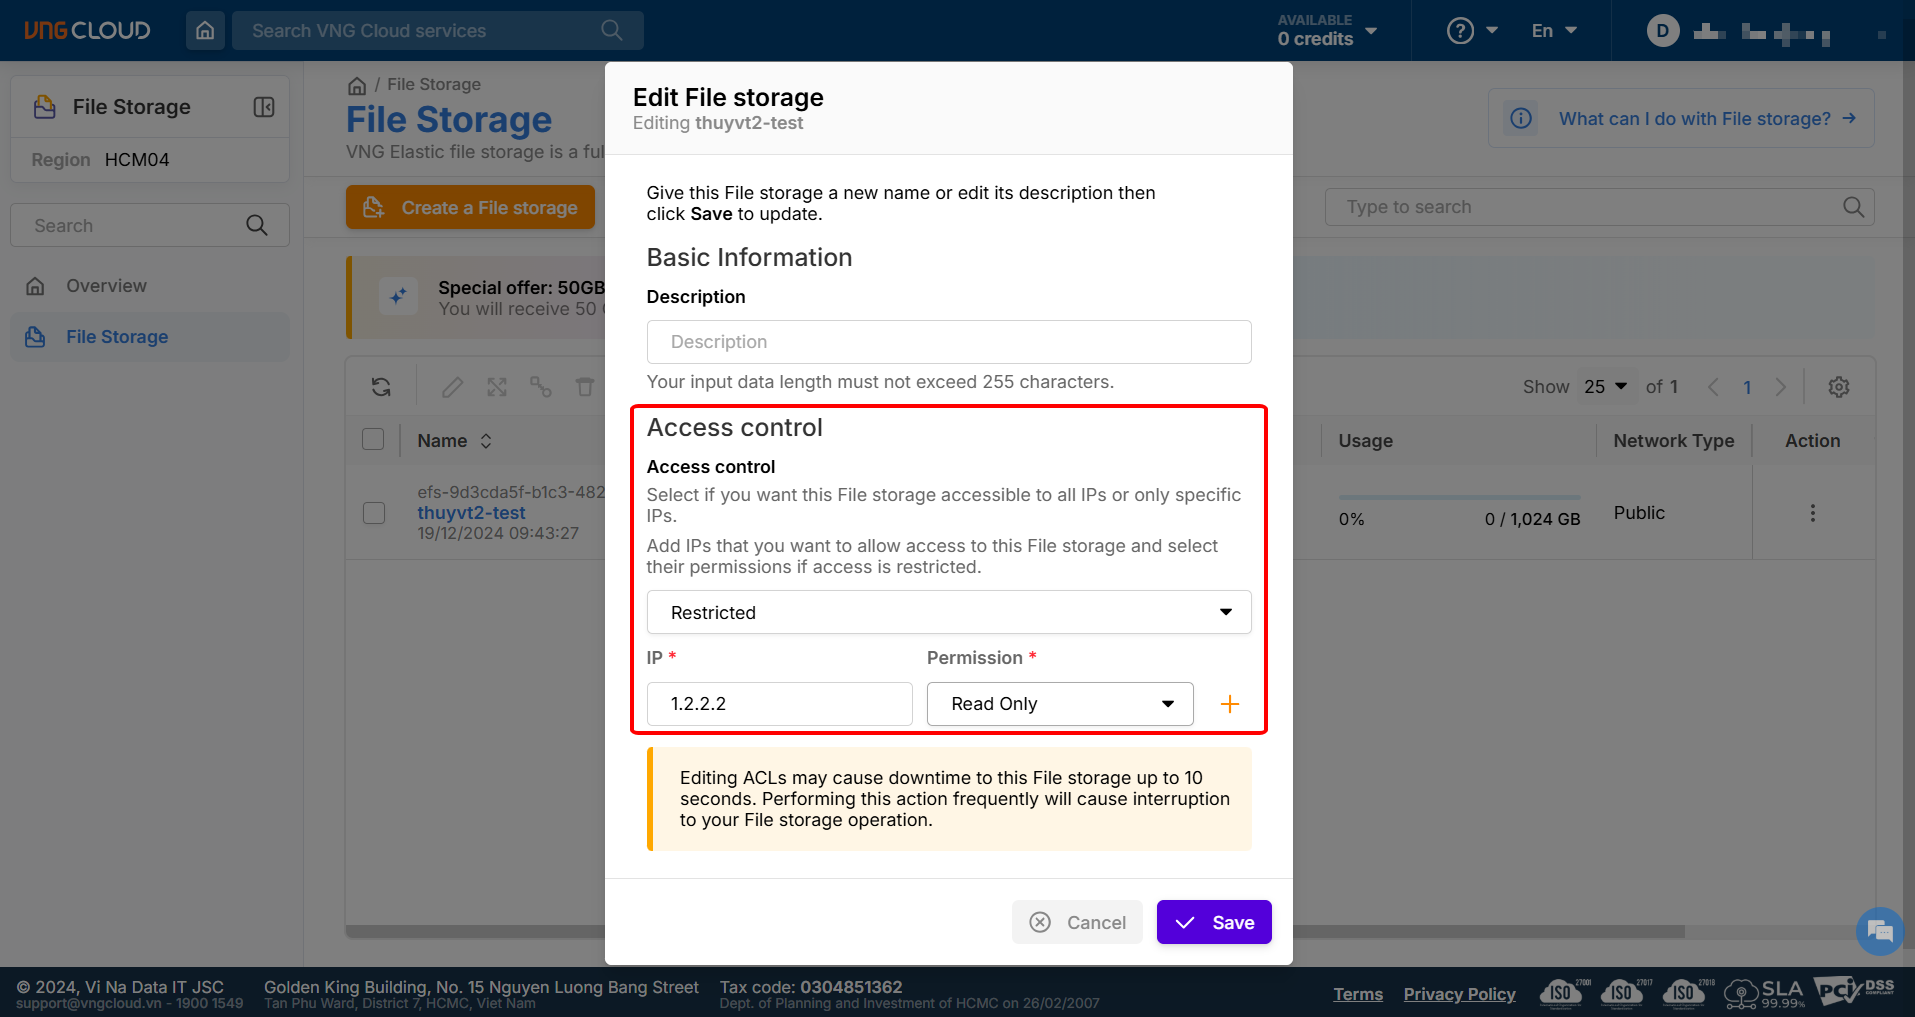 VNG CLOUD
Search VNG Cloud services
AVAILABLE
0 credits
En
D
File Storage
Region HCM04
Search
Overview
File Storage
/ File Storage
File Storage
VNG Elastic file storage is a
What can I do with File storage?
Create a File storage
Type to search
Special offer: 50GB
You will receive 50
Show 25 of 1
1
Name
Usage
Network Type
Action
efs-9d3cda5f-b1c3-482
thuyvt2-test
19/12/2024 09:43:27
0%
0 / 1,024 GB
Public
Edit File storage
Editing thuyvt2-test
Give this File storage a new name or edit its description then
click Save to update.
Basic Information
Description
Description
Your input data length must not exceed 255 characters.
Access control
Access control
Select if you want this File storage accessible to all IPs or only specific
IPs.
Add IPs that you want to allow access to this File storage and select
their permissions if access is restricted.
Restricted
IP *
Permission *
1.2.2.2
Read Only
Editing ACLs may cause downtime to this File storage up to 10
seconds. Performing this action frequently will cause interruption
to your File storage operation.
Cancel
Save
© 2024, Vi Na Data IT JSC
support@vngcloud.vn - 1900 1549
Golden King Building, No. 15 Nguyen Luong Bang Street
Tan Phu Ward, District 7, HCMC, Viet Nam
Tax code: 0304851362
Dept. of Planning and Investment of HCMC on 26/02/2007
Terms
Privacy Policy
ISO 27001
ISO 27017
ISO 27018
SLA
99.99%
PCI DSS
COMPLIANT